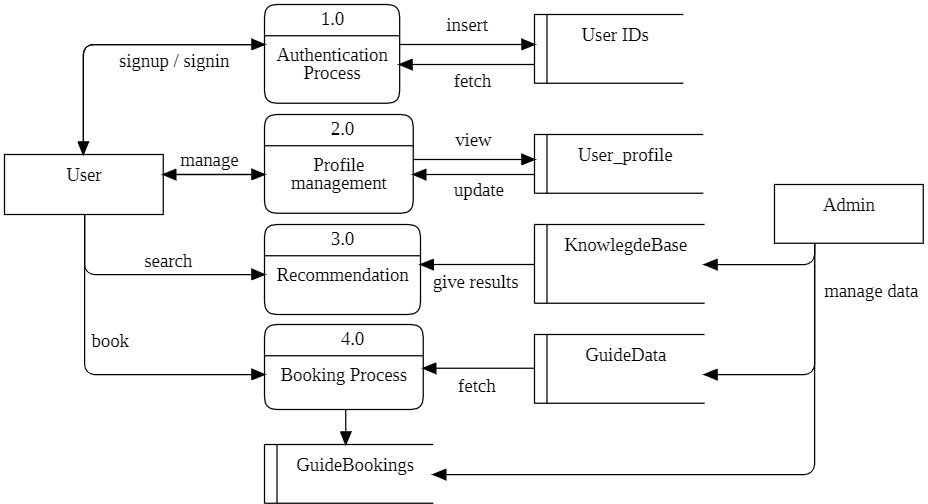 1.0
Authentication
Process
insert
User IDs
signup / signin
fetch
2.0
Profile
management
view
User_profile
manage
update
User
Admin
3.0
Recommendation
KnowlegdeBase
search
give results
manage data
4.0
Booking Process
GuideData
book
fetch
GuideBookings